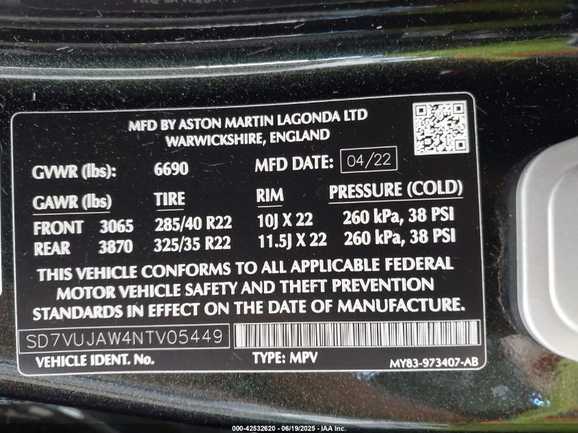 MFD BY ASTON MARTIN LAGONDA LTD
WARWICKSHIRE, ENGLAND
GVWR (lbs): 6690 MFD DATE: 04/22
GAWR (lbs) TIRE RIM PRESSURE (COLD)
FRONT 3065 285/40 R22 10J X 22 260 kPa, 38 PSI
REAR 3870 325/35 R22 11.5J X 22 260 kPa, 38 PSI
THIS VEHICLE CONFORMS TO ALL APPLICABLE FEDERAL
MOTOR VEHICLE SAFETY AND THEFT PREVENTION
STANDARDS IN EFFECT ON THE DATE OF MANUFACTURE.
SD7VUJAW4NTV05449
VEHICLE IDENT. No. TYPE: MPV MY83-973407-AB
000-42532620 - 06/19/2025 - IAA Inc.